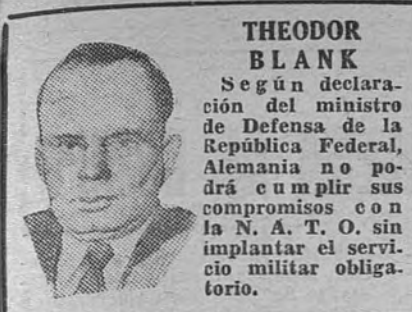 THEODOR
BLANK
Según declara-
ción del ministro
de Defensa de la
República Federal,
Alemania no po-
drá cumplir sus
compromisos con
la N. A. T. O. sin
implantar el servi-
cio militar obliga-
torio.